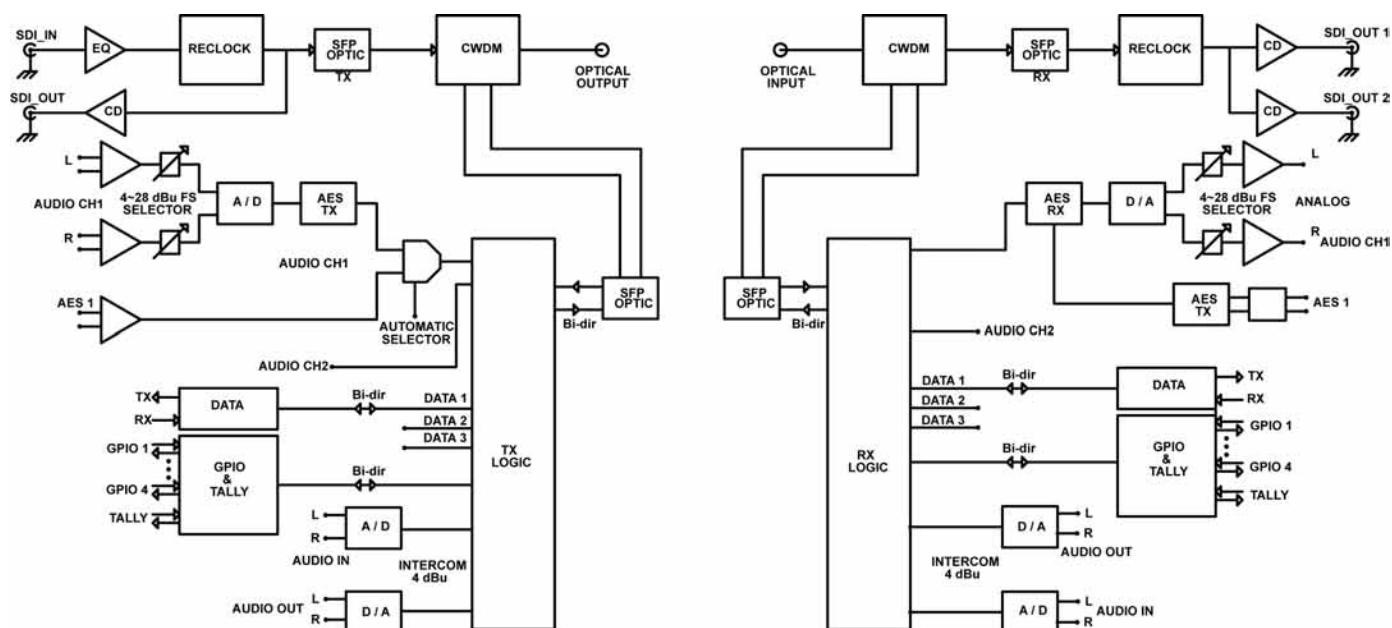 SDI_IN
EQ
RECLOCK
SFP
OPTIC
TX
CWDM
OPTICAL
OUTPUT
SDI_OUT
CD
L
AUDIO CH1
R
4~28 dBu FS
SELECTOR
A / D
AES
TX
AUDIO CH1
AES 1
AUTOMATIC
SELECTOR
AUDIO CH2
SFP
OPTIC
Bi-dir
TX
RX
DATA
Bi-dir
DATA 1
DATA 2
DATA 3
TX
LOGIC
GPIO 1
GPIO 4
TALLY
GPIO
&
TALLY
Bi-dir
L
R
A / D
AUDIO IN
INTERCOM
4 dBu
AUDIO OUT
L
R
D / A
OPTICAL
INPUT
CWDM
SFP
OPTIC
RX
RECLOCK
CD
SDI_OUT 1
CD
SDI_OUT 2
AES
RX
D / A
4~28 dBu FS
SELECTOR
L
ANALOG
R
AUDIO CH1
SFP
OPTIC
Bi-dir
AES
TX
AES 1
AUDIO CH2
RX
LOGIC
DATA 1
DATA 2
DATA 3
Bi-dir
DATA
TX
RX
Bi-dir
GPIO
&
TALLY
GPIO 1
GPIO 4
TALLY
D / A
L
R
AUDIO OUT
INTERCOM
4 dBu
A / D
L
R
AUDIO IN